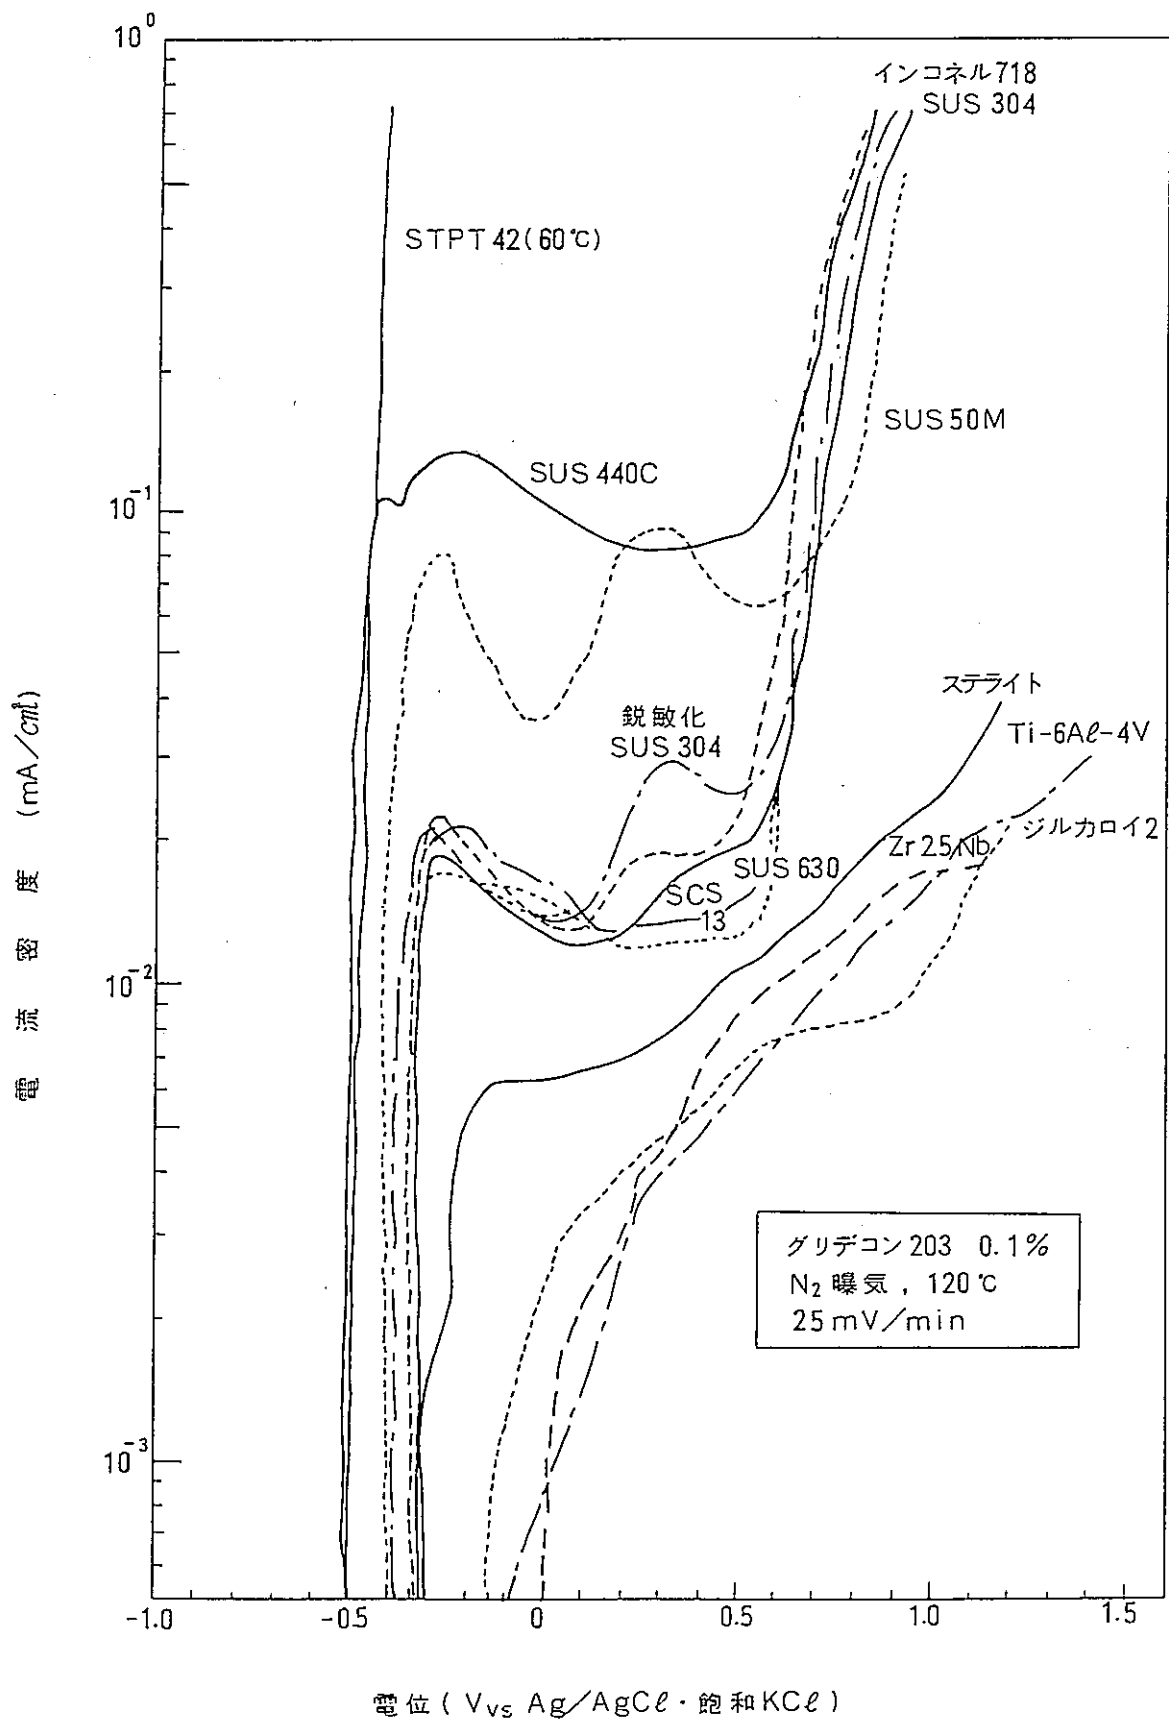 10⁰
インコネル718
SUS 304
STPT 42(60℃)
SUS 50M
SUS 440C
10⁻¹
ステライト
鋭敏化
SUS 304
Ti-6Aℓ-4V
ジルカロイ2
Zr 2.5 Nb
SUS 630
SCS
13
10⁻²
グリデコン 203 0.1%
N₂ 曝気, 120℃
25 mV/min
10⁻³
-1.0 -0.5 0 0.5 1.0 1.5
電流密度 (mA/c㎡)
電位 ( V vs Ag/AgCℓ・飽和KCℓ )